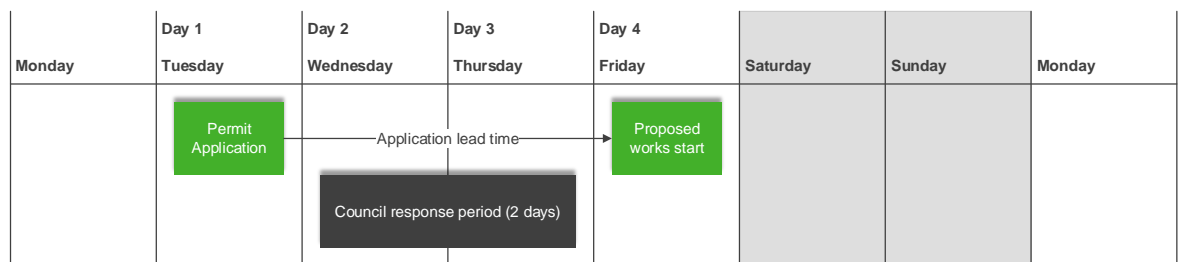 Day 1
Day 2
Day 3
Day 4
Monday
Tuesday
Wednesday
Thursday
Friday
Saturday
Sunday
Monday
Permit
Application
Application lead time
Proposed
works start
Council response period (2 days)